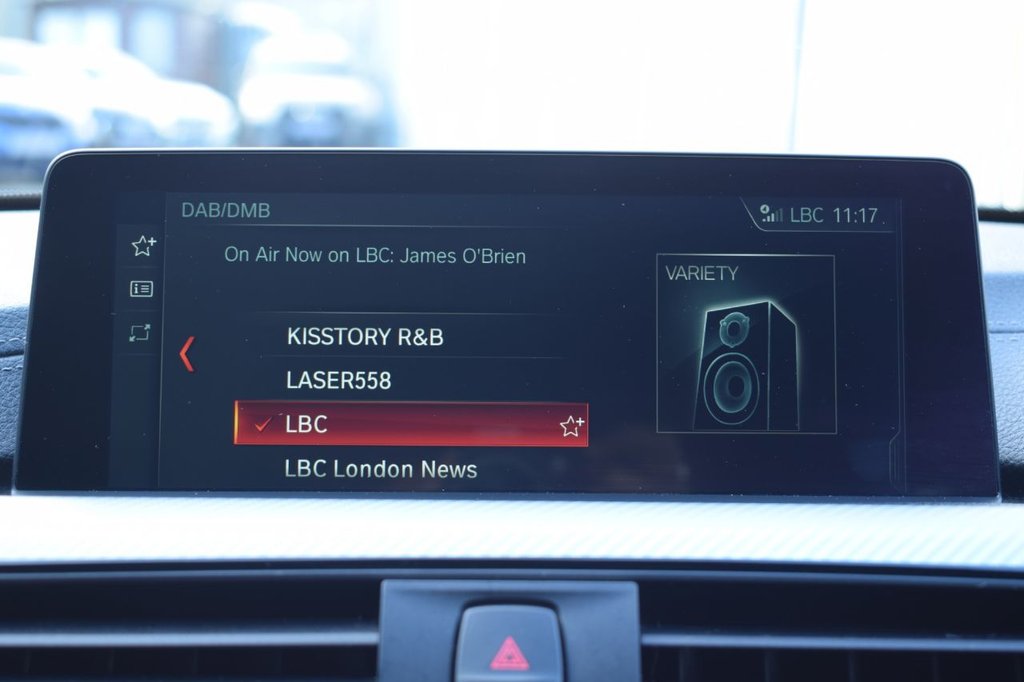 DAB/DMB
LBC 11:17
On Air Now on LBC: James O'Brien
VARIETY
KISSTORY R&B
LASER558
LBC
LBC London News